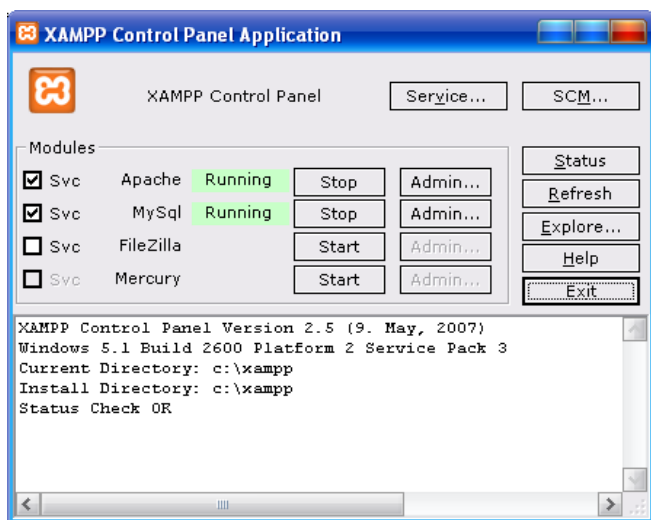 XAMPP Control Panel Application
XAMPP Control Panel Service... SCM...
Modules
Svc Apache Running Stop Admin...
Svc MySql Running Stop Admin...
Svc FileZilla Start Admin...
Svc Mercury Start Admin...
Status
Refresh
Explore...
Help
Exit
XAMPP Control Panel Version 2.5 (9. May, 2007)
Windows 5.1 Build 2600 Platform 2 Service Pack 3
Current Directory: c:\xampp
Install Directory: c:\xampp
Status Check OK